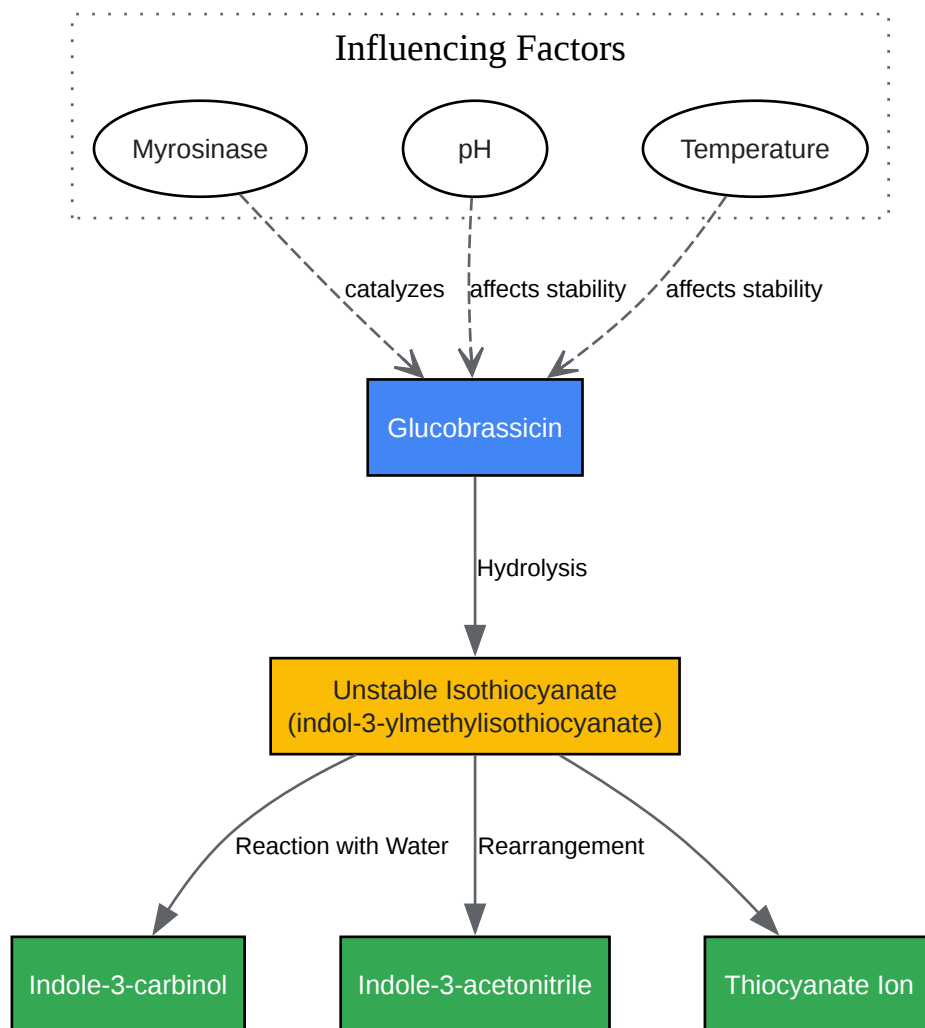 Influencing Factors
Myrosinase
pH
Temperature
catalyzes
affects stability
affects stability
Glucobrassicin
Hydrolysis
Unstable Isothiocyanate
(indol-3-ylmethylisothiocyanate)
Reaction with Water
Rearrangement
Indole-3-carbinol
Indole-3-acetonitrile
Thiocyanate Ion